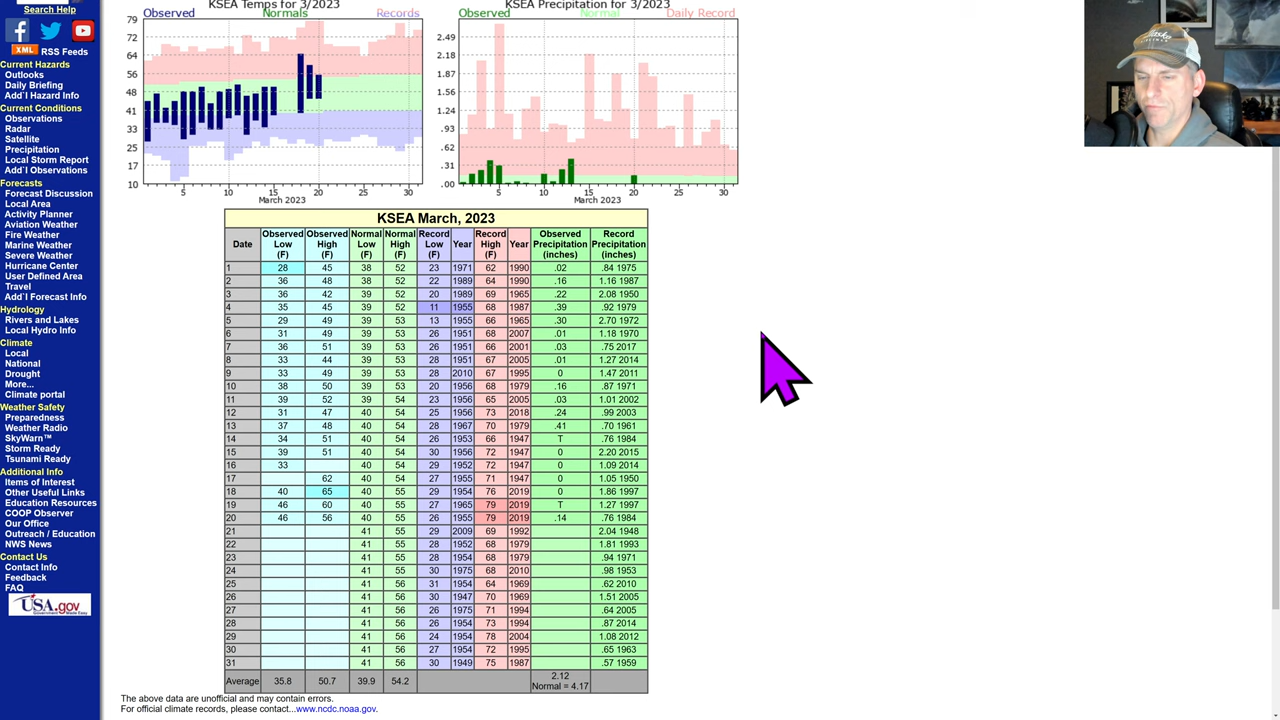 Search Help
XML RSS Feeds
Current Hazards
Outlooks
Daily Briefing
Add`l Hazard Info
Current Conditions
Observations
Radar
Satellite
Precipitation
Local Storm Report
Add`l Observations
Forecasts
Forecast Discussion
Local Area
Activity Planner
Aviation Weather
Fire Weather
Marine Weather
Severe Weather
Hurricane Center
User Defined Area
Travel
Add`l Forecast Info
Hydrology
Rivers and Lakes
Local Hydro Info
Climate
Local
National
Drought
More...
Climate portal
Weather Safety
Preparedness
Weather Radio
SkyWarn™
Storm Ready
Tsunami Ready
Additional Info
Items of Interest
Other Useful Links
Education Resources
COOP Observer
Our Office
Outreach / Education
NWS News
Contact Us
Contact Info
Feedback
FAQ
USA.gov
KSEA Temps for 3/2023
Observed Normals Records
79
72
64
56
48
41
33
25
17
10
5 10 15 20 25 30
March 2023
KSEA Precipitation for 3/2023
Observed Normal Daily Record
2.49
2.18
1.87
1.56
1.24
.93
.62
.31
.00
5 10 15 20 25 30
March 2023
KSEA March, 2023
Date Observed Low (F) Observed High (F) Normal Low (F) Normal High (F) Record Low (F) Year Record High (F) Year Observed Precipitation (inches) Record Precipitation (inches)
1 28 45 38 52 23 1971 62 1990 .02 .84 1975
2 36 48 38 52 22 1989 64 1990 .16 1.16 1987
3 36 42 39 52 20 1989 69 1965 .22 2.08 1950
4 35 45 39 52 11 1955 68 1987 .39 .92 1979
5 29 49 39 53 13 1955 66 1965 .30 2.70 1972
6 31 49 39 53 26 1951 68 2007 .01 1.18 1970
7 36 51 39 53 26 1951 66 2001 .03 .75 2017
8 33 44 39 53 28 1951 67 2005 .01 1.27 2014
9 33 49 39 53 28 2010 67 1995 0 1.47 2011
10 38 50 39 53 20 1956 68 1979 .16 .87 1971
11 39 52 39 54 23 1956 65 2005 .03 1.01 2002
12 31 47 40 54 25 1956 73 2018 .24 .99 2003
13 37 48 40 54 28 1967 70 1979 .41 .70 1961
14 34 51 40 54 26 1953 66 1947 T .76 1984
15 39 51 40 54 30 1956 72 1947 0 2.20 2015
16 33 40 54 29 1952 72 1947 0 1.09 2014
17 62 40 54 27 1955 71 1947 0 1.05 1950
18 40 65 40 55 29 1954 76 2019 0 1.86 1997
19 46 60 40 55 27 1965 79 2019 T 1.27 1997
20 46 56 40 55 26 1955 79 2019 .14 .76 1984
21 41 55 29 2009 69 1992 2.04 1948
22 41 55 28 1952 68 1979 1.81 1993
23 41 55 28 1954 68 1979 .94 1971
24 41 55 30 1975 68 2010 .98 1953
25 41 56 31 1954 64 1969 .62 2010
26 41 56 30 1947 70 1969 1.51 2005
27 41 56 26 1975 71 1994 .64 2005
28 41 56 26 1954 73 1994 .87 2014
29 41 56 24 1954 78 2004 1.08 2012
30 41 56 27 1954 72 1995 .65 1963
31 41 56 30 1949 75 1987 .57 1959
Average 35.8 50.7 39.9 54.2 2.12 Normal = 4.17
The above data are unofficial and may contain errors.
For official climate records, please contact...www.ncdc.noaa.gov.